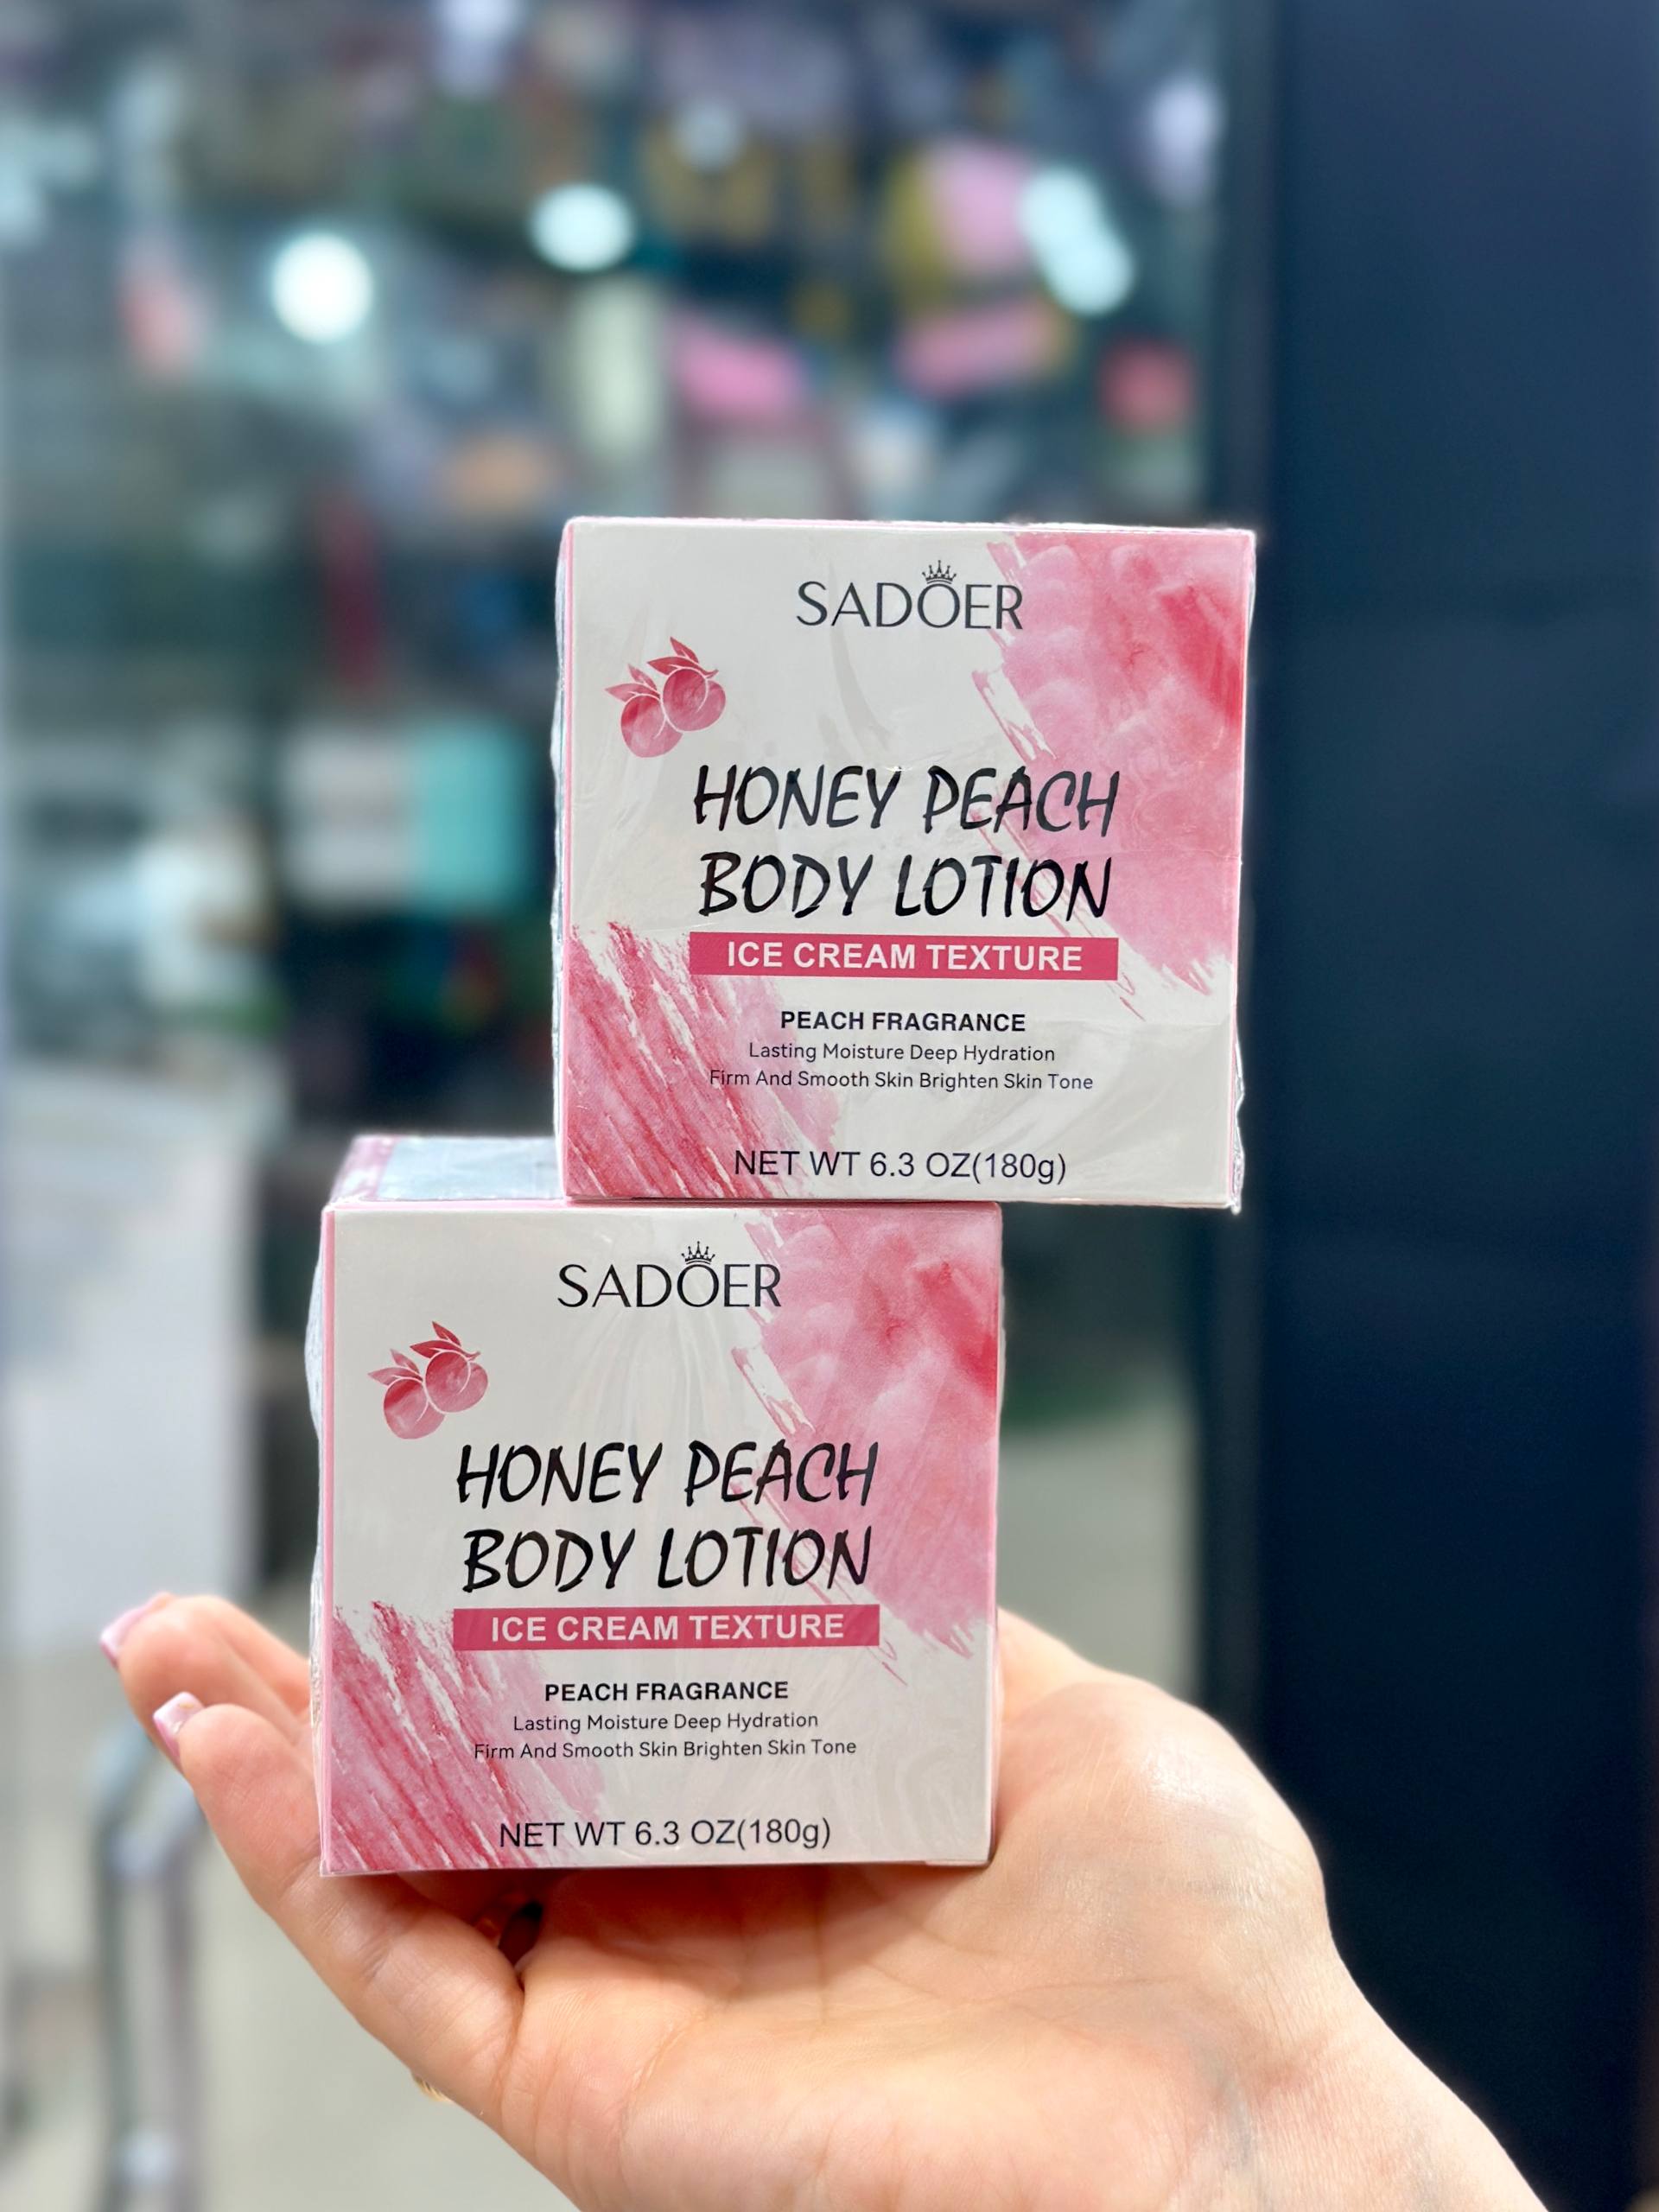 SADOER
HONEY PEACH
BODY LOTION
ICE CREAM TEXTURE
PEACH FRAGRANCE
Lasting Moisture Deep Hydration
Firm And Smooth Skin Brighten Skin Tone
NET WT 6.3 OZ(180g)
SADOER
HONEY PEACH
BODY LOTION
ICE CREAM TEXTURE
PEACH FRAGRANCE
Lasting Moisture Deep Hydration
Firm And Smooth Skin Brighten Skin Tone
NET WT 6.3 OZ(180g)